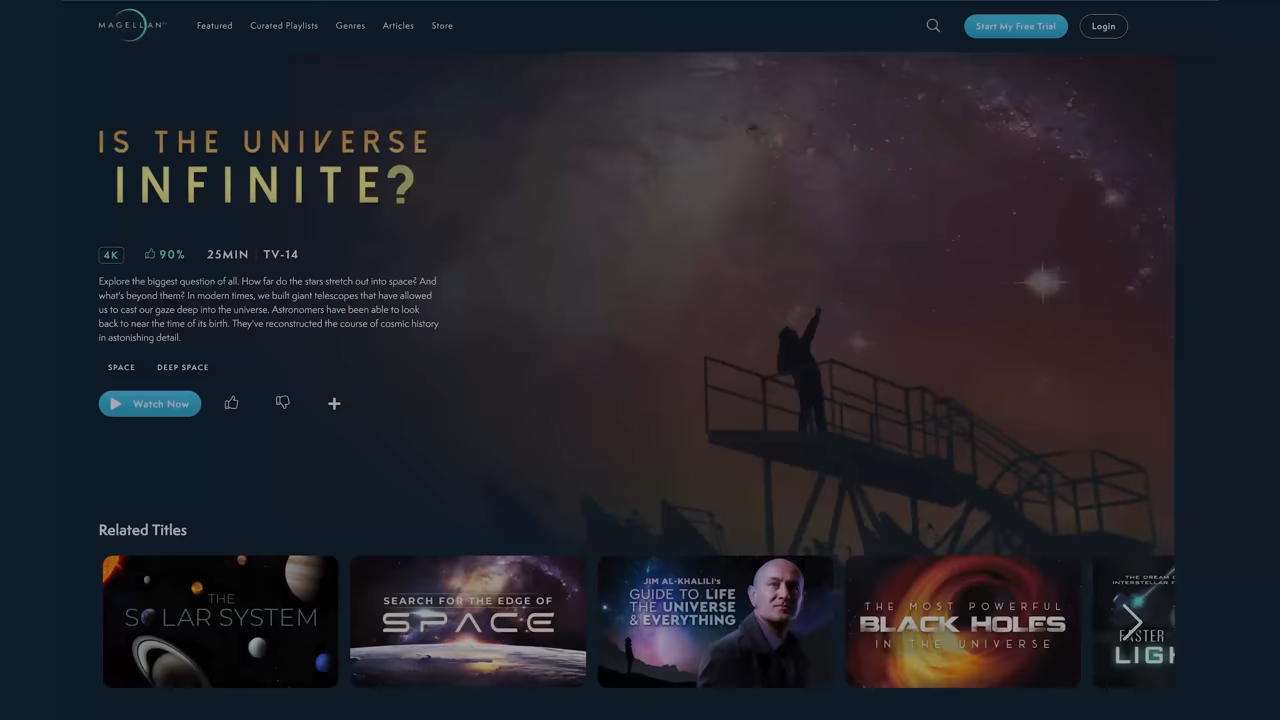 MAGELLAN TV
Featured
Curated Playlists
Genres
Articles
Store
Start My Free Trial
Login
IS THE UNIVERSE
INFINITE?
4K
90%
25MIN
TV-14
Explore the biggest question of all. How far do the stars stretch out into space? And
what's beyond them? In modern times, we built giant telescopes that have allowed
us to cast our gaze deep into the universe. Astronomers have been able to look
back to near the time of its birth. They've reconstructed the course of cosmic history
in astonishing detail.
SPACE
DEEP SPACE
Watch Now
Related Titles
THE
SOLAR SYSTEM
SEARCH FOR THE EDGE OF
SPACE
JIM AL-KHALILI's
GUIDE TO LIFE
THE UNIVERSE
& EVERYTHING
THE MOST POWERFUL
BLACK HOLES
IN THE UNIVERSE
THE DREAM
INTERSTELLAR